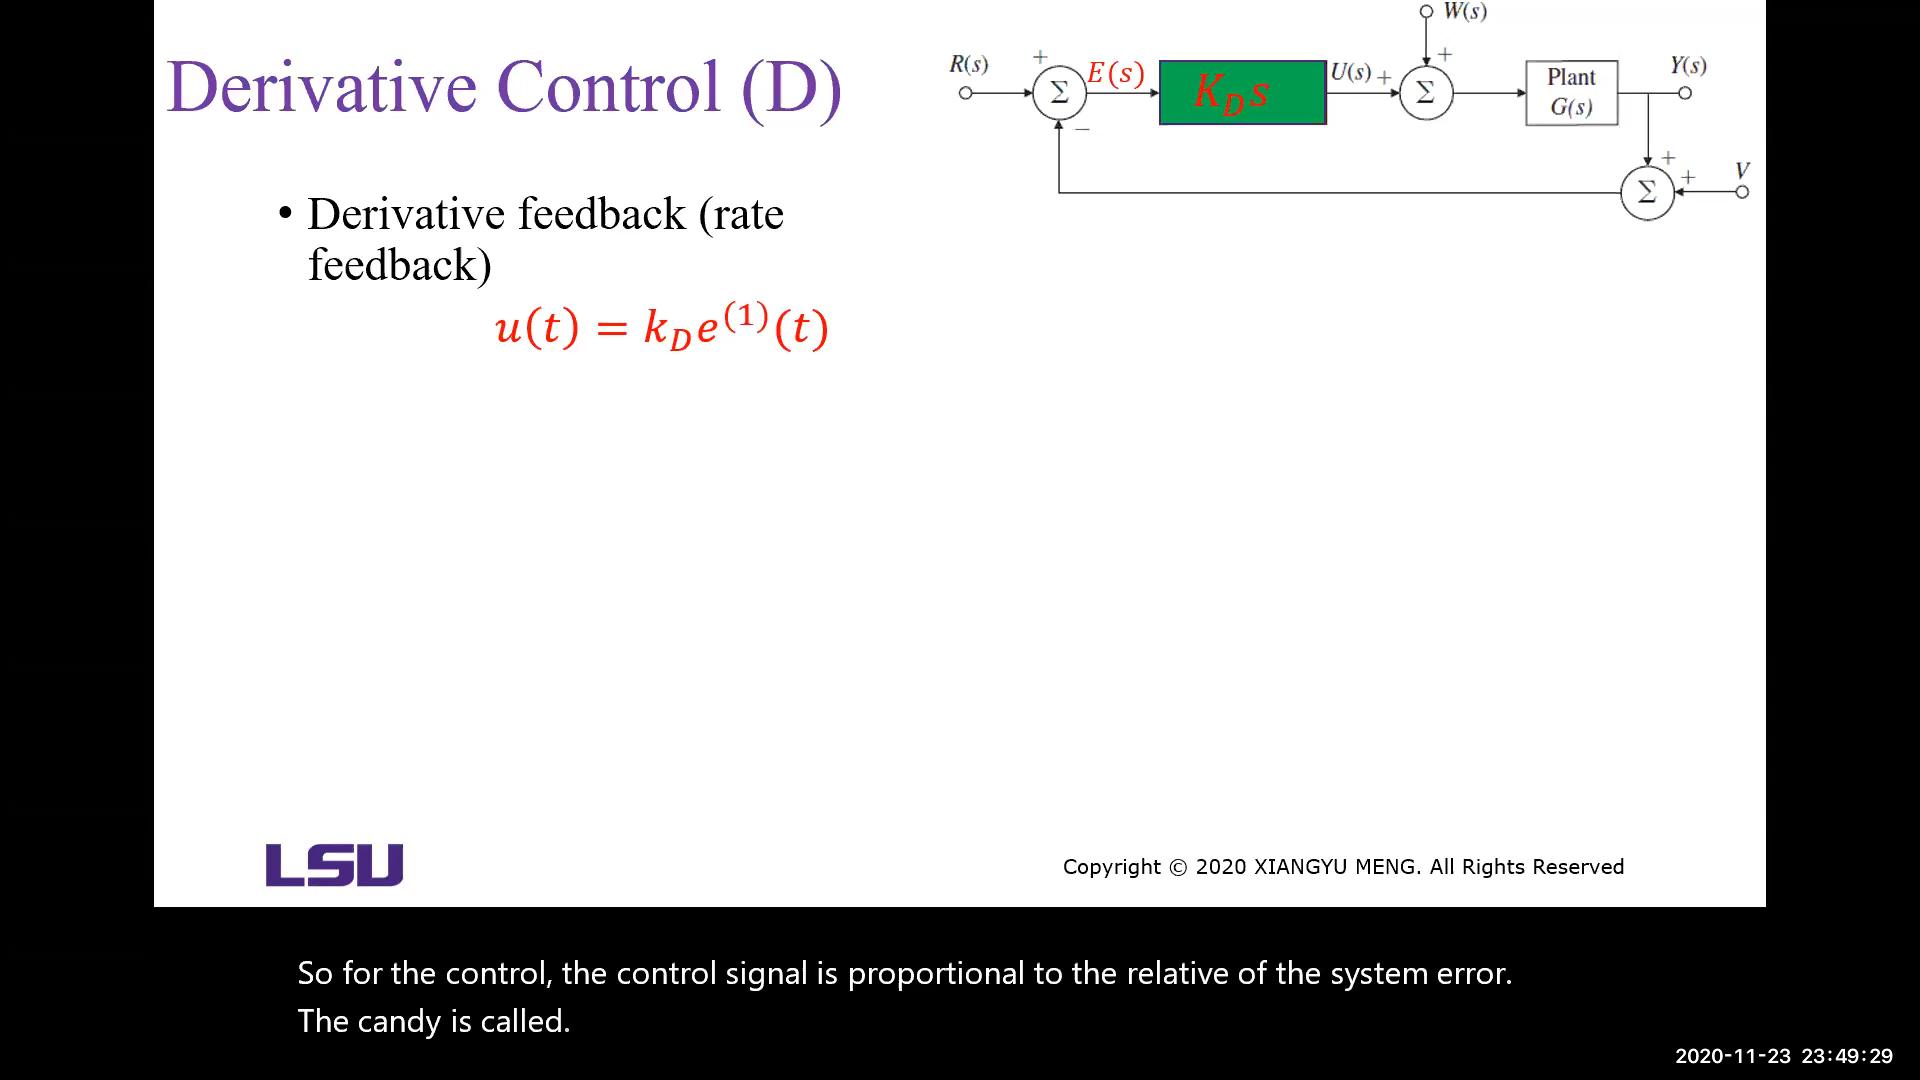 Derivative Control (D)
W(s)
+
R(s)
+
Σ
E(s)
K_D s
U(s) +
Σ
Plant
G(s)
Y(s)
−
+
+
V
Σ
• Derivative feedback (rate
feedback)
u(t) = k_D e^(1)(t)
LSU
Copyright © 2020 XIANGYU MENG. All Rights Reserved
So for the control, the control signal is proportional to the relative of the system error.
The candy is called.
2020-11-23 23:49:29